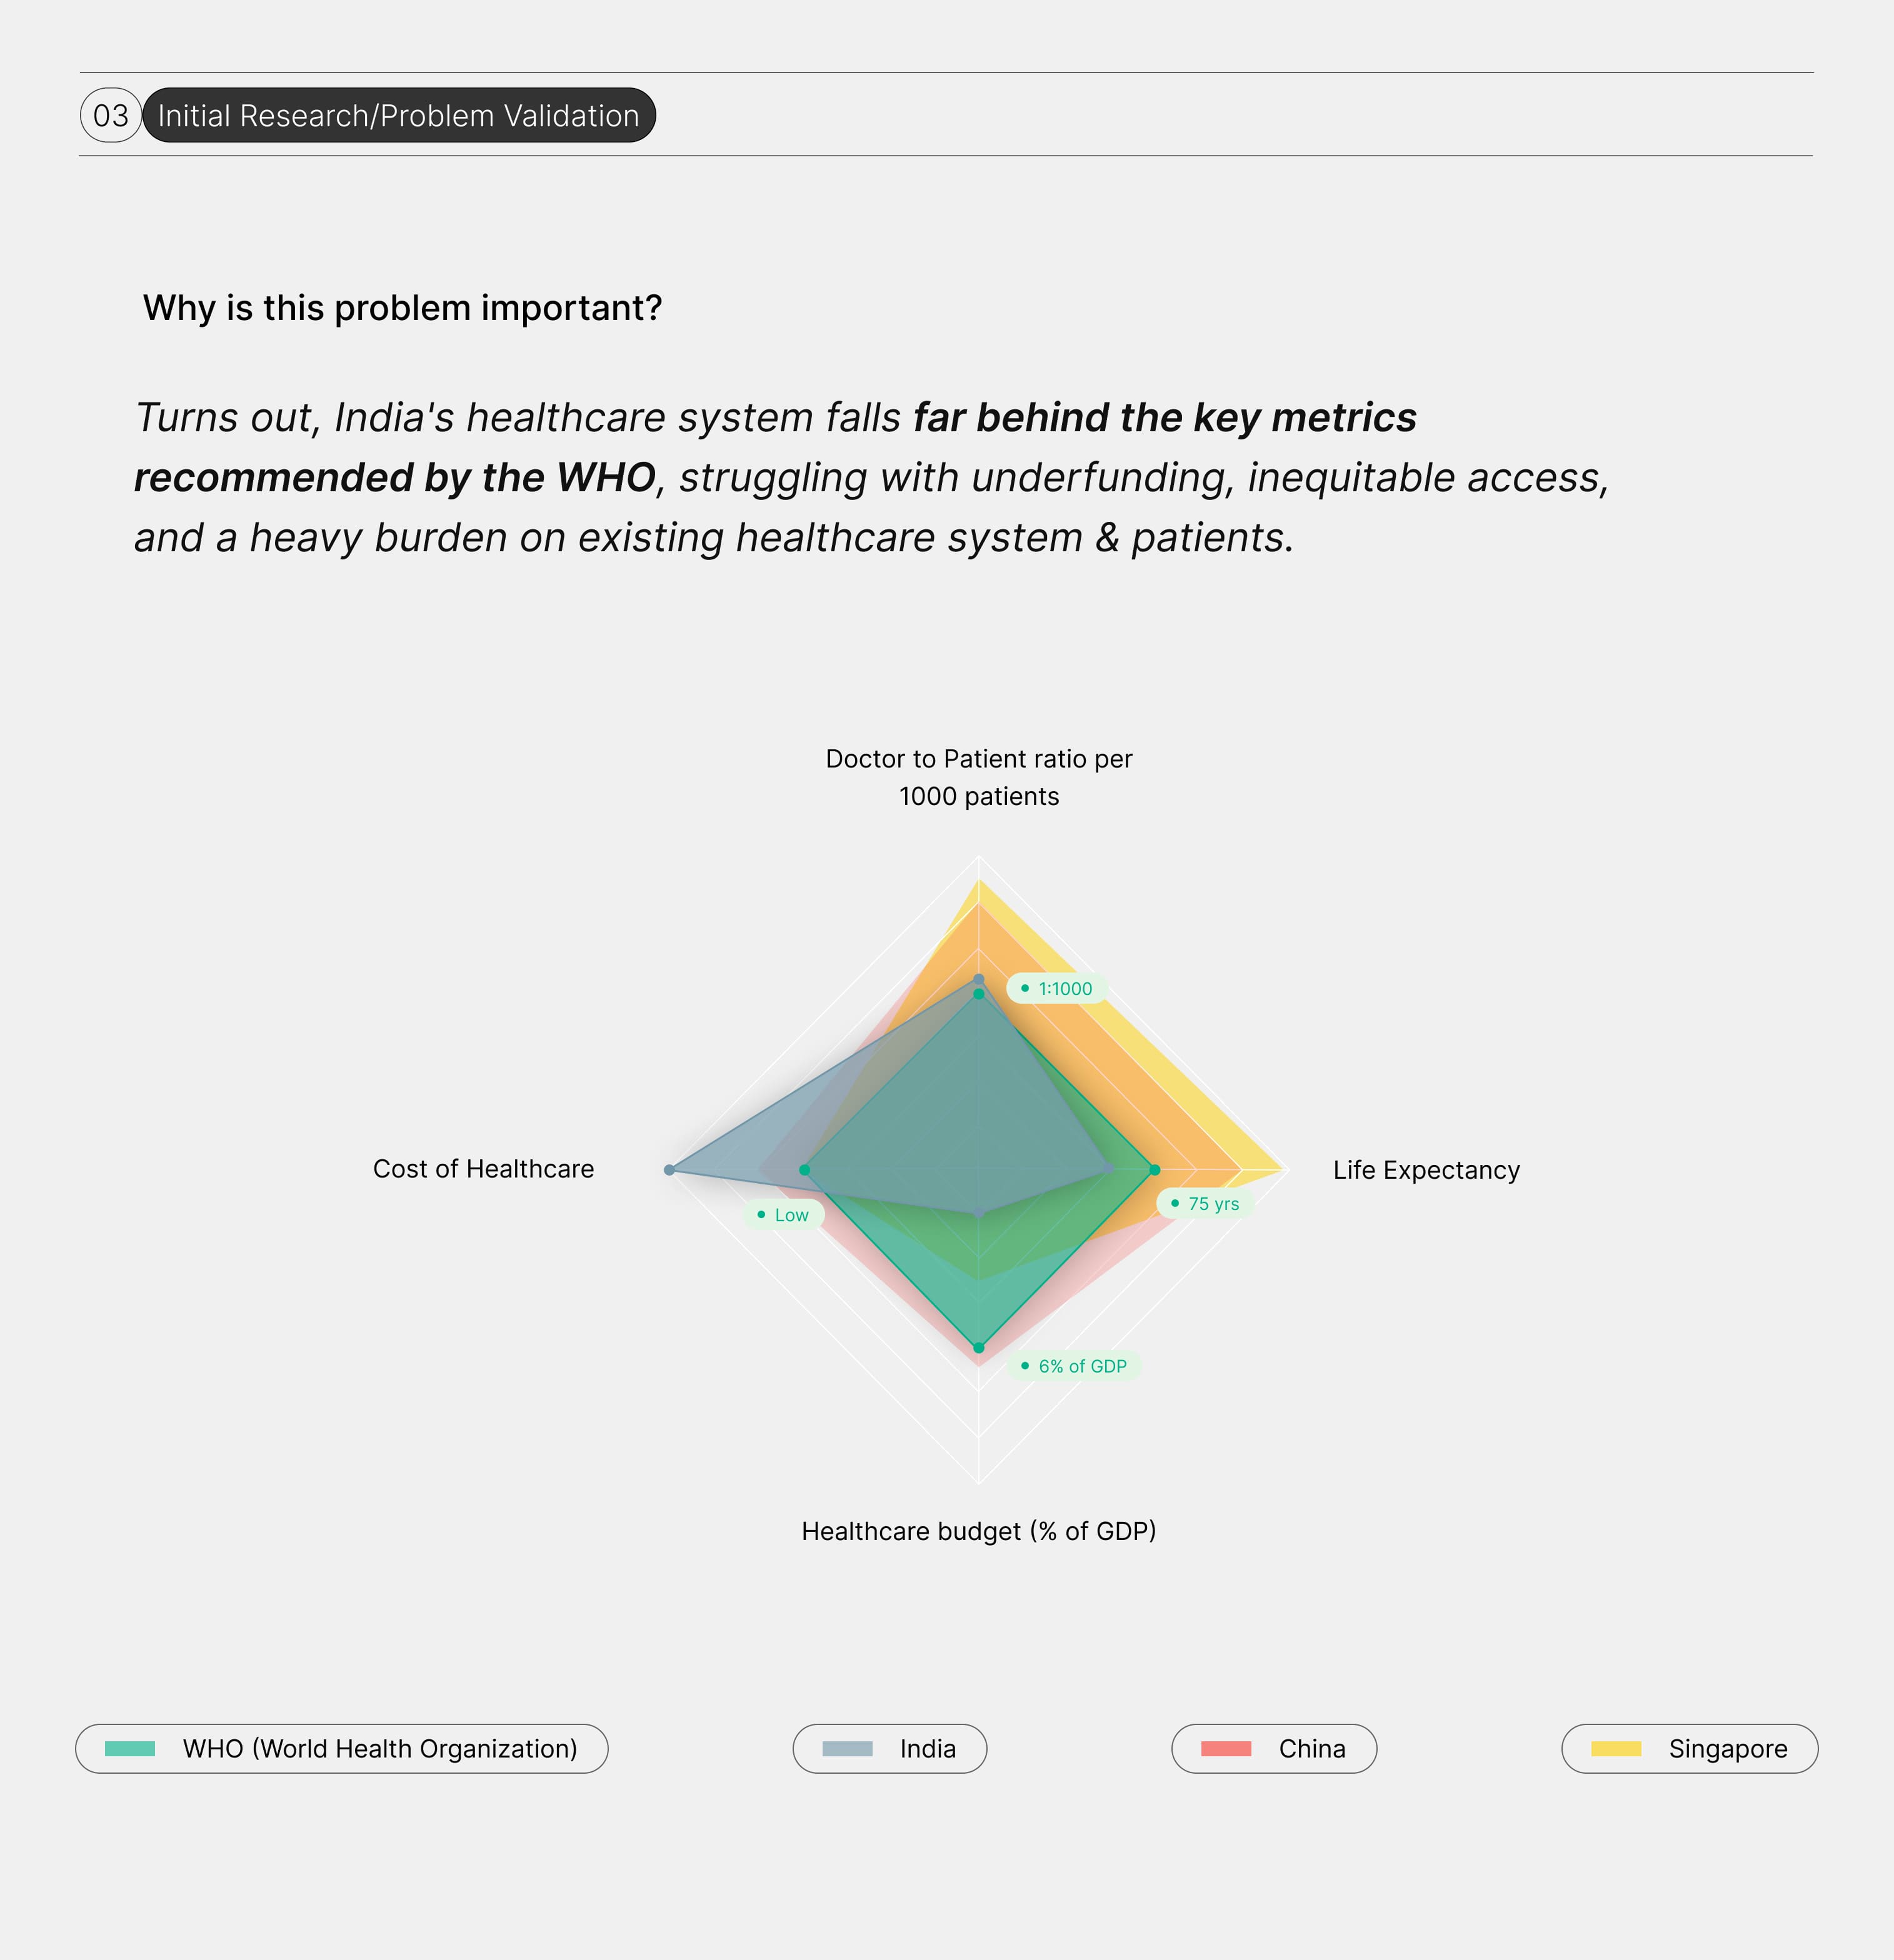 03 Initial Research/Problem Validation
Why is this problem important?
Turns out, India's healthcare system falls far behind the key metrics
recommended by the WHO, struggling with underfunding, inequitable access,
and a heavy burden on existing healthcare system & patients.
Doctor to Patient ratio per
1000 patients
1:1000
Cost of Healthcare
Life Expectancy
75 yrs
Low
6% of GDP
Healthcare budget (% of GDP)
WHO (World Health Organization)
India
China
Singapore